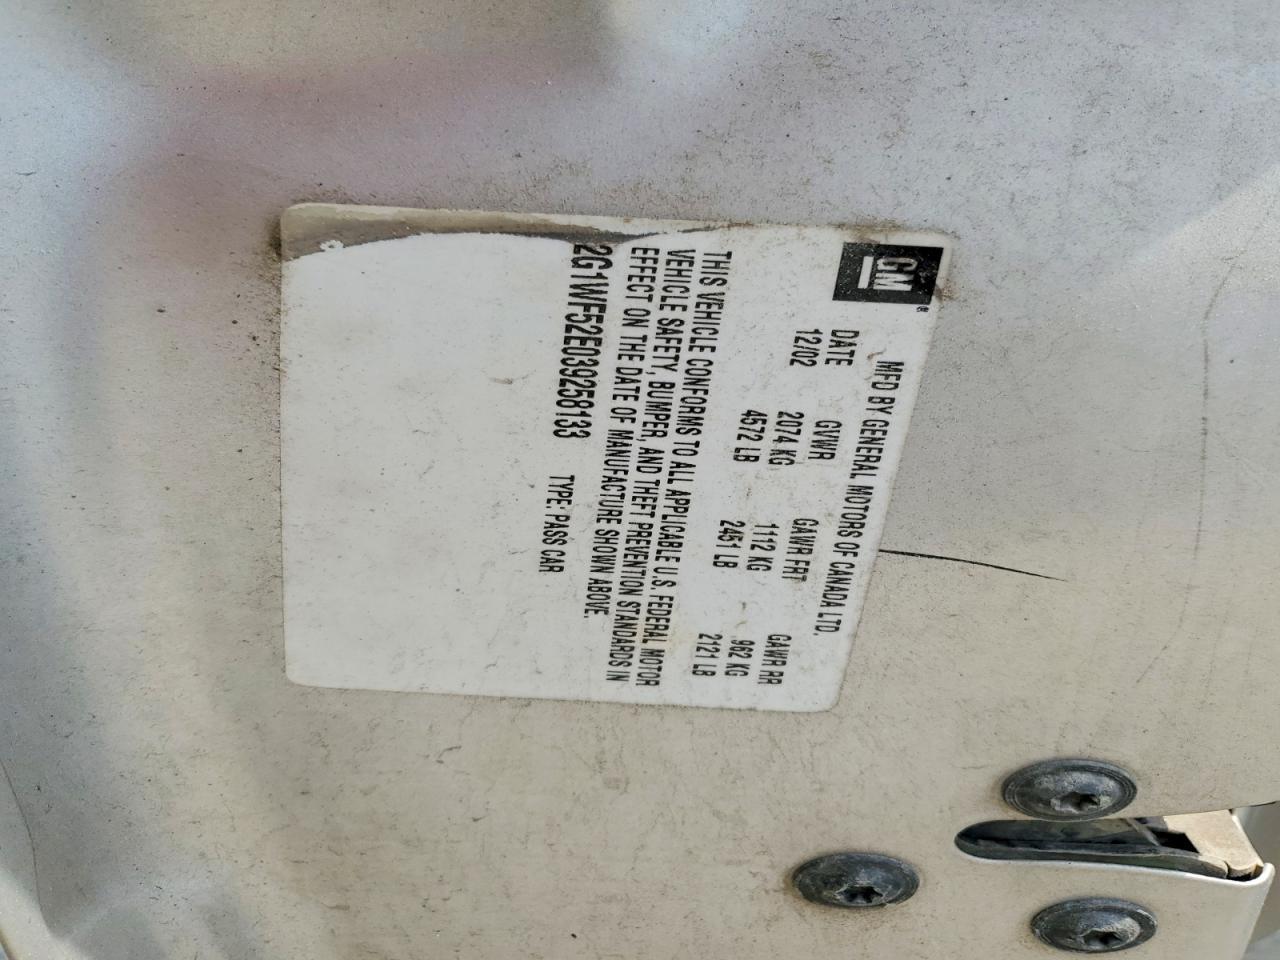 GM®
MFD BY GENERAL MOTORS OF CANADA LTD.
DATE GVWR GAWR FRT GAWR RR
12/02 2074 KG 1112 KG 962 KG
4572 LB 2451 LB 2121 LB
THIS VEHICLE CONFORMS TO ALL APPLICABLE U.S. FEDERAL MOTOR
VEHICLE SAFETY, BUMPER, AND THEFT PREVENTION STANDARDS IN
EFFECT ON THE DATE OF MANUFACTURE SHOWN ABOVE.
2G1WF52E039258133 TYPE: PASS CAR